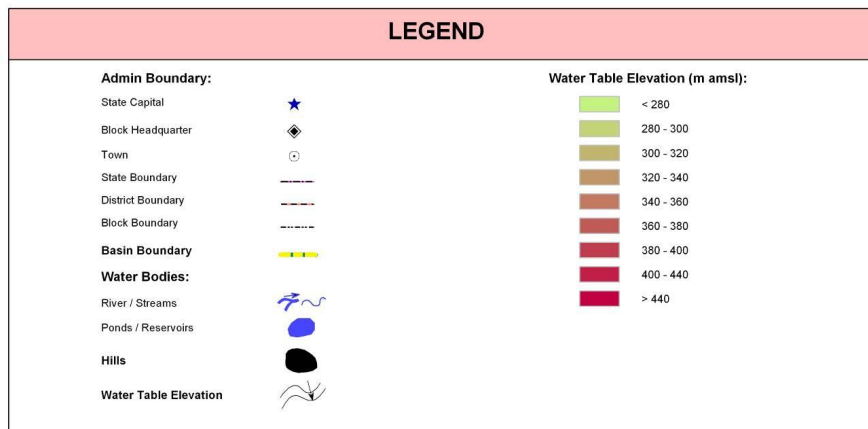 LEGEND
Admin Boundary:
State Capital
Block Headquarter
Town
State Boundary
District Boundary
Block Boundary
Basin Boundary
Water Bodies:
River / Streams
Ponds / Reservoirs
Hills
Water Table Elevation
Water Table Elevation (m amsl):
< 280
280 - 300
300 - 320
320 - 340
340 - 360
360 - 380
380 - 400
400 - 440
> 440